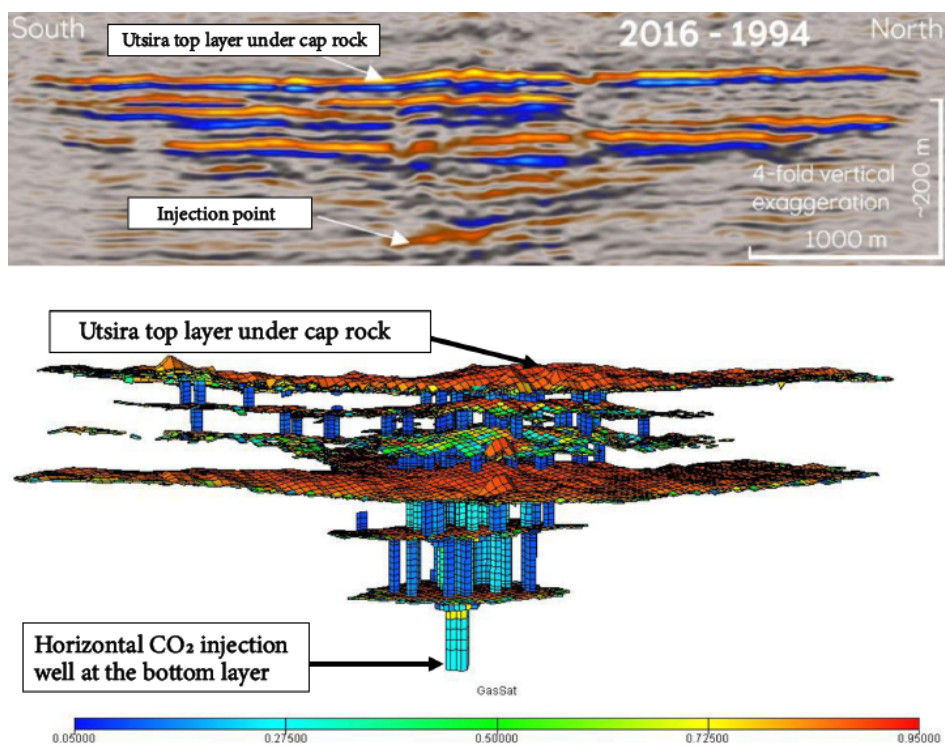 South
Utsira top layer under cap rock
2016 - 1994
North
4-fold vertical
exaggeration
~200 m
Injection point
1000 m
Utsira top layer under cap rock
Horizontal CO₂ injection
well at the bottom layer
GasSat
0.05000 0.27500 0.50000 0.72500 0.95000